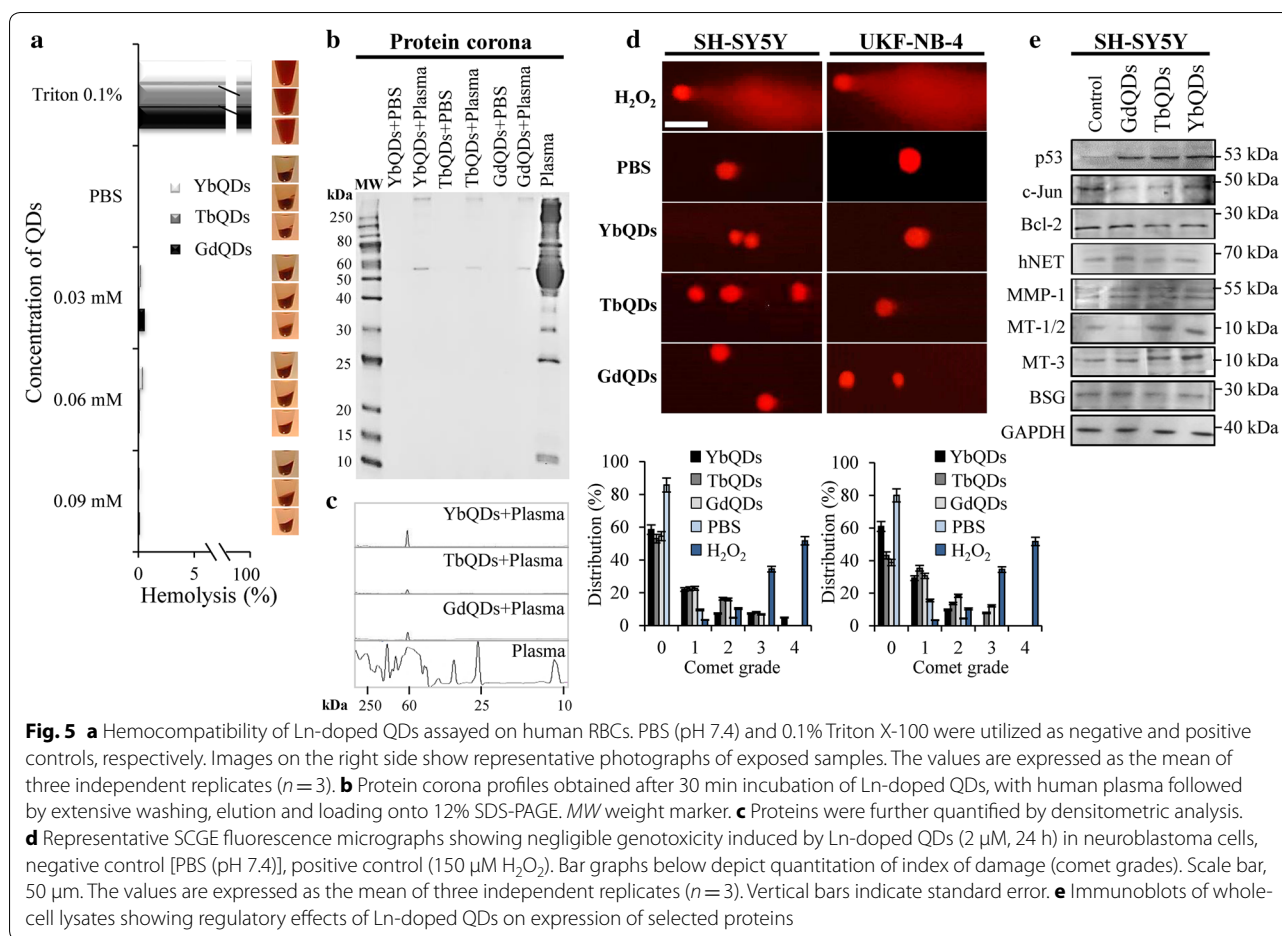 a
Triton 0.1%
PBS
0.03 mM
0.06 mM
0.09 mM
Concentration of QDs
YbQDs
TbQDs
GdQDs
0 5 100
Hemolysis (%)
b
Protein corona
YbQDs+PBS
YbQDs+Plasma
TbQDs+PBS
TbQDs+Plasma
GdQDs+PBS
GdQDs+Plasma
Plasma
MW
kDa
250
80
60
50
40
30
25
20
15
10
c
YbQDs+Plasma
TbQDs+Plasma
GdQDs+Plasma
Plasma
kDa 250 60 25 10
d
SH-SY5Y UKF-NB-4
H₂O₂
PBS
YbQDs
TbQDs
GdQDs
Distribution (%)
100
80
60
40
20
0
YbQDs
TbQDs
GdQDs
PBS
H₂O₂
0 1 2 3 4
Comet grade
Distribution (%)
100
80
60
40
20
0
YbQDs
TbQDs
GdQDs
PBS
H₂O₂
0 1 2 3 4
Comet grade
e
SH-SY5Y
Control
GdQDs
TbQDs
YbQDs
p53 53 kDa
c-Jun 50 kDa
Bcl-2 30 kDa
hNET 70 kDa
MMP-1 55 kDa
MT-1/2 10 kDa
MT-3 10 kDa
BSG 30 kDa
GAPDH 40 kDa
Fig. 5 a Hemocompatibility of Ln-doped QDs assayed on human RBCs. PBS (pH 7.4) and 0.1% Triton X-100 were utilized as negative and positive
controls, respectively. Images on the right side show representative photographs of exposed samples. The values are expressed as the mean of
three independent replicates (n = 3). b Protein corona profiles obtained after 30 min incubation of Ln-doped QDs, with human plasma followed
by extensive washing, elution and loading onto 12% SDS-PAGE. MW weight marker. c Proteins were further quantified by densitometric analysis.
d Representative SCGE fluorescence micrographs showing negligible genotoxicity induced by Ln-doped QDs (2 µM, 24 h) in neuroblastoma cells,
negative control [PBS (pH 7.4)], positive control (150 µM H₂O₂). Bar graphs below depict quantitation of index of damage (comet grades). Scale bar,
50 µm. The values are expressed as the mean of three independent replicates (n = 3). Vertical bars indicate standard error. e Immunoblots of whole-
cell lysates showing regulatory effects of Ln-doped QDs on expression of selected proteins